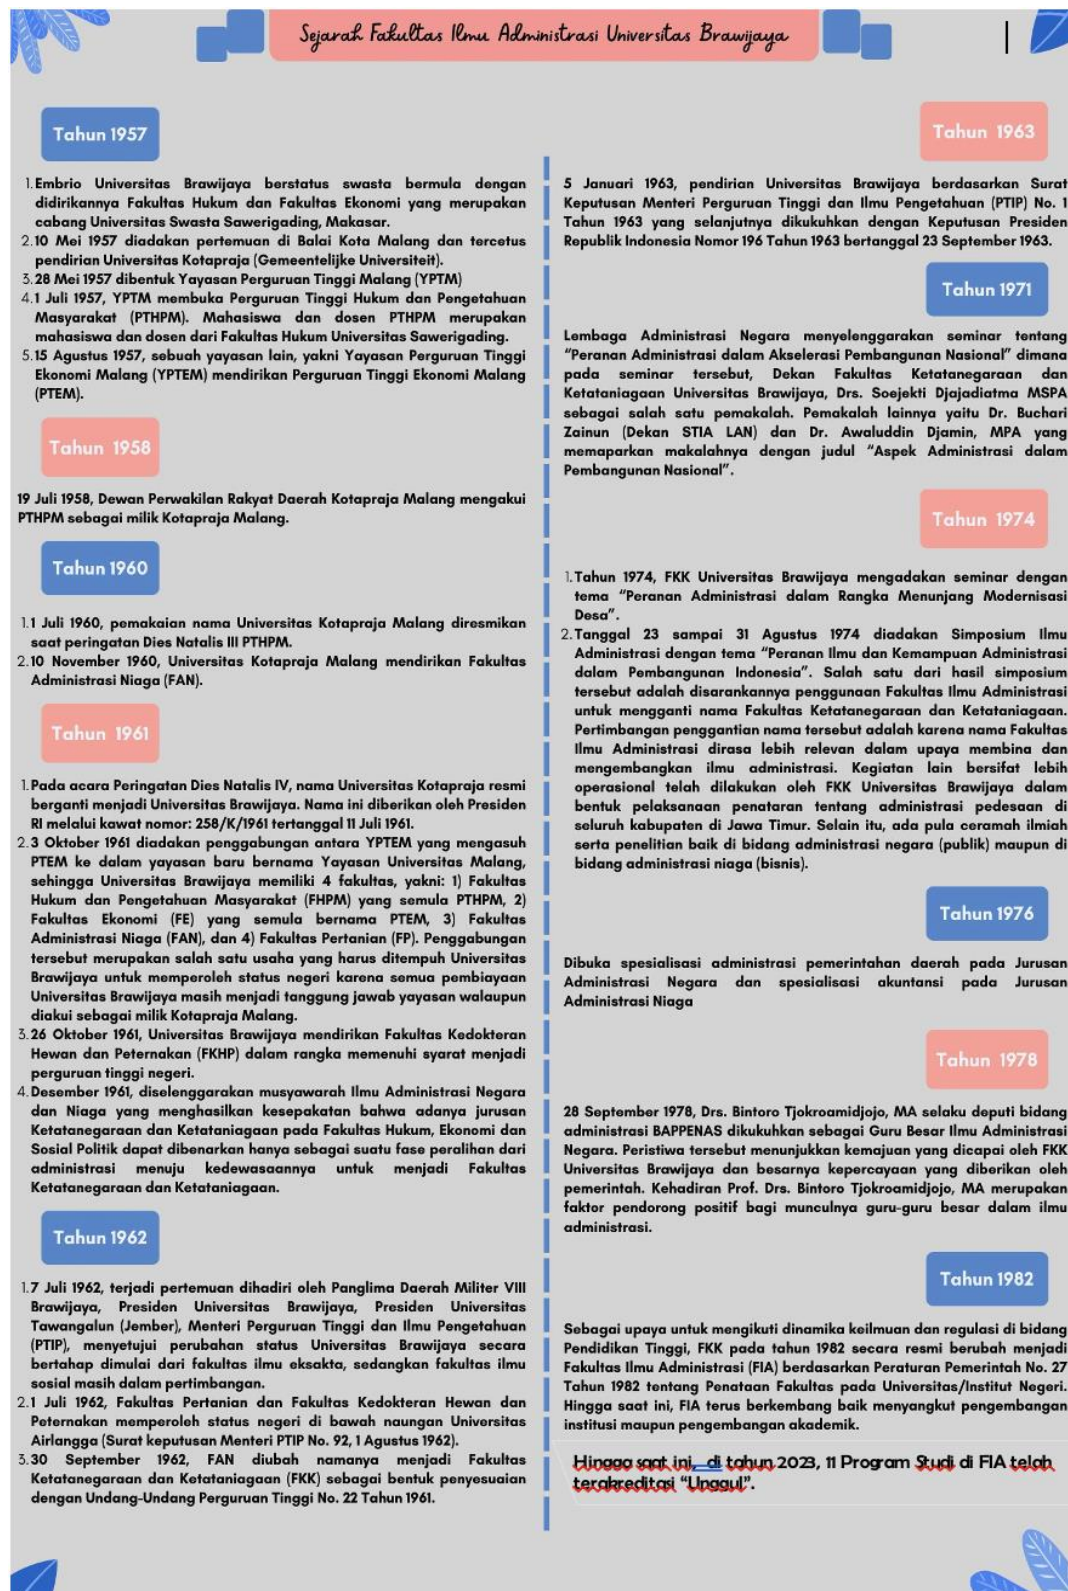 Sejarah Fakultas Ilmu Administrasi Universitas Brawijaya
Tahun 1957
1. Embrio Universitas Brawijaya berstatus swasta bermula dengan
didirikannya Fakultas Hukum dan Fakultas Ekonomi yang merupakan
cabang Universitas Swasta Sawerigading, Makasar.
2. 10 Mei 1957 diadakan pertemuan di Balai Kota Malang dan tercetus
pendirian Universitas Kotapraja (Gemeentelijke Universiteit).
3. 28 Mei 1957 dibentuk Yayasan Perguruan Tinggi Malang (YPTM)
4. 1 Juli 1957, YPTM membuka Perguruan Tinggi Hukum dan Pengetahuan
Masyarakat (PTHPM). Mahasiswa dan dosen PTHPM merupakan
mahasiswa dan dosen dari Fakultas Hukum Universitas Sawerigading.
5. 15 Agustus 1957, sebuah yayasan lain, yakni Yayasan Perguruan Tinggi
Ekonomi Malang (YPTEM) mendirikan Perguruan Tinggi Ekonomi Malang
(PTEM).
Tahun 1958
19 Juli 1958, Dewan Perwakilan Rakyat Daerah Kotapraja Malang mengakui
PTHPM sebagai milik Kotapraja Malang.
Tahun 1960
1. 1 Juli 1960, pemakaian nama Universitas Kotapraja Malang diresmikan
saat peringatan Dies Natalis III PTHPM.
2. 10 November 1960, Universitas Kotapraja Malang mendirikan Fakultas
Administrasi Niaga (FAN).
Tahun 1961
1. Pada acara Peringatan Dies Natalis IV, nama Universitas Kotapraja resmi
berganti menjadi Universitas Brawijaya. Nama ini diberikan oleh Presiden
RI melalui kawat nomor: 258/K/1961 tertanggal 11 Juli 1961.
2. 3 Oktober 1961 diadakan penggabungan antara YPTEM yang mengasuh
PTEM ke dalam yayasan baru bernama Yayasan Universitas Malang,
sehingga Universitas Brawijaya memiliki 4 fakultas, yakni: 1) Fakultas
Hukum dan Pengetahuan Masyarakat (FHPM) yang semula PTHPM, 2)
Fakultas Ekonomi (FE) yang semula bernama PTEM, 3) Fakultas
Administrasi Niaga (FAN), dan 4) Fakultas Pertanian (FP). Penggabungan
tersebut merupakan salah satu usaha yang harus ditempuh Universitas
Brawijaya untuk memperoleh status negeri karena semua pembiayaan
Universitas Brawijaya masih menjadi tanggung jawab yayasan walaupun
diakui sebagai milik Kotapraja Malang.
3. 26 Oktober 1961, Universitas Brawijaya mendirikan Fakultas Kedokteran
Hewan dan Peternakan (FKHP) dalam rangka memenuhi syarat menjadi
perguruan tinggi negeri.
4. Desember 1961, diselenggarakan musyawarah Ilmu Administrasi Negara
dan Niaga yang menghasilkan kesepakatan bahwa adanya jurusan
Ketatanegaraan dan Ketataniagaan pada Fakultas Hukum, Ekonomi dan
Sosial Politik dapat dibenarkan hanya sebagai suatu fase peralihan dari
administrasi menuju kedewasaannya untuk menjadi Fakultas
Ketatanegaraan dan Ketataniagaan.
Tahun 1962
1. 7 Juli 1962, terjadi pertemuan dihadiri oleh Panglima Daerah Militer VIII
Brawijaya, Presiden Universitas Brawijaya, Presiden Universitas
Tawangalun (Jember), Menteri Perguruan Tinggi dan Ilmu Pengetahuan
(PTIP), menyetujui perubahan status Universitas Brawijaya secara
bertahap dimulai dari fakultas ilmu eksakta, sedangkan fakultas ilmu
sosial masih dalam pertimbangan.
2. 1 Juli 1962, Fakultas Pertanian dan Fakultas Kedokteran Hewan dan
Peternakan memperoleh status negeri di bawah naungan Universitas
Airlangga (Surat keputusan Menteri PTIP No. 92, 1 Agustus 1962).
3. 30 September 1962, FAN diubah namanya menjadi Fakultas
Ketatanegaraan dan Ketataniagaan (FKK) sebagai bentuk penyesuaian
dengan Undang-Undang Perguruan Tinggi No. 22 Tahun 1961.
Tahun 1963
5 Januari 1963, pendirian Universitas Brawijaya berdasarkan Surat
Keputusan Menteri Perguruan Tinggi dan Ilmu Pengetahuan (PTIP) No. 1
Tahun 1963 yang selanjutnya dikukuhkan dengan Keputusan Presiden
Republik Indonesia Nomor 196 Tahun 1963 bertanggal 23 September 1963.
Tahun 1971
Lembaga Administrasi Negara menyelenggarakan seminar tentang
“Peranan Administrasi dalam Akselerasi Pembangunan Nasional” dimana
pada seminar tersebut, Dekan Fakultas Ketatanegaraan dan
Ketataniagaan Universitas Brawijaya, Drs. Soejekti Djajadiatma MSPA
sebagai salah satu pemakalah. Pemakalah lainnya yaitu Dr. Buchari
Zainun (Dekan STIA LAN) dan Dr. Awaluddin Djamin, MPA yang
memaparkan makalahnya dengan judul “Aspek Administrasi dalam
Pembangunan Nasional”.
Tahun 1974
1. Tahun 1974, FKK Universitas Brawijaya mengadakan seminar dengan
tema “Peranan Administrasi dalam Rangka Menunjang Modernisasi
Desa”.
2. Tanggal 23 sampai 31 Agustus 1974 diadakan Simposium Ilmu
Administrasi dengan tema “Peranan Ilmu dan Kemampuan Administrasi
dalam Pembangunan Indonesia”. Salah satu dari hasil simposium
tersebut adalah disarankannya penggunaan Fakultas Ilmu Administrasi
untuk mengganti nama Fakultas Ketatanegaraan dan Ketataniagaan.
Pertimbangan penggantian nama tersebut adalah karena nama Fakultas
Ilmu Administrasi dirasa lebih relevan dalam upaya membina dan
mengembangkan ilmu administrasi. Kegiatan lain bersifat lebih
operasional telah dilakukan oleh FKK Universitas Brawijaya dalam
bentuk pelaksanaan penataran tentang administrasi pedesaan di
seluruh kabupaten di Jawa Timur. Selain itu, ada pula ceramah ilmiah
serta penelitian baik di bidang administrasi negara (publik) maupun di
bidang administrasi niaga (bisnis).
Tahun 1976
Dibuka spesialisasi administrasi pemerintahan daerah pada Jurusan
Administrasi Negara dan spesialisasi akuntansi pada Jurusan
Administrasi Niaga
Tahun 1978
28 September 1978, Drs. Bintoro Tjokroamidjojo, MA selaku deputi bidang
administrasi BAPPENAS dikukuhkan sebagai Guru Besar Ilmu Administrasi
Negara. Peristiwa tersebut menunjukkan kemajuan yang dicapai oleh FKK
Universitas Brawijaya dan besarnya kepercayaan yang diberikan oleh
pemerintah. Kehadiran Prof. Drs. Bintoro Tjokroamidjojo, MA merupakan
faktor pendorong positif bagi munculnya guru-guru besar dalam ilmu
administrasi.
Tahun 1982
Sebagai upaya untuk mengikuti dinamika keilmuan dan regulasi di bidang
Pendidikan Tinggi, FKK pada tahun 1982 secara resmi berubah menjadi
Fakultas Ilmu Administrasi (FIA) berdasarkan Peraturan Pemerintah No. 27
Tahun 1982 tentang Penataan Fakultas pada Universitas/Institut Negeri.
Hingga saat ini, FIA terus berkembang baik menyangkut pengembangan
institusi maupun pengembangan akademik.
Hingga saat ini, di tahun 2023, 11 Program Studi di FIA telah
terakreditasi “Unggul”.